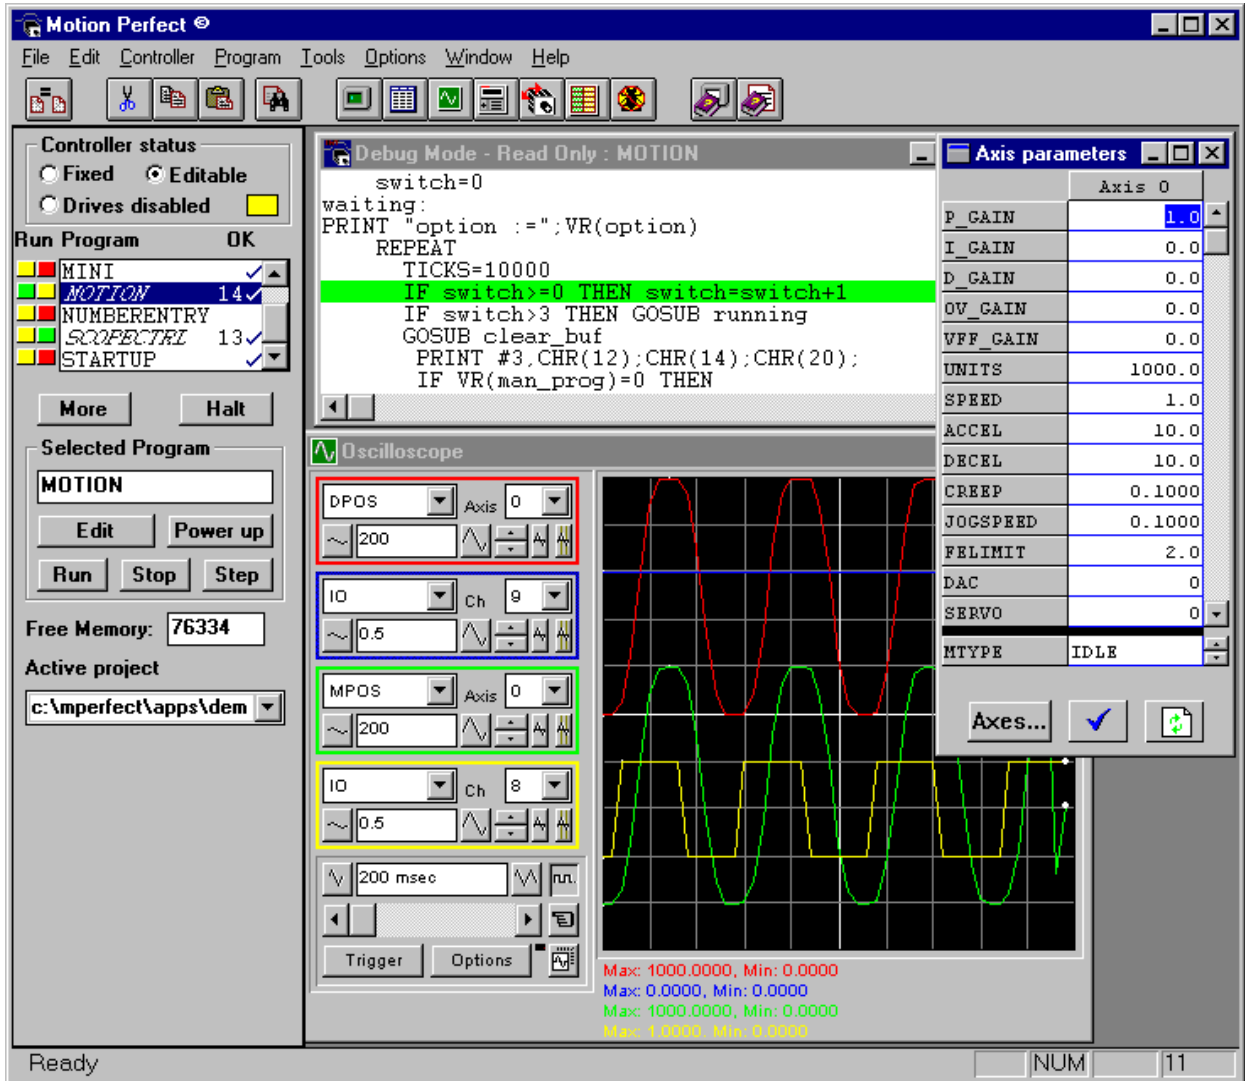 Motion Perfect ©
File Edit Controller Program Tools Options Window Help
Controller status
Fixed Editable
Drives disabled
Run Program OK
MINI
MOTION 14
NUMBERENTRY
SCOPECTRL 13
STARTUP
More Halt
Selected Program
MOTION
Edit Power up
Run Stop Step
Free Memory: 76334
Active project
c:\mperfect\apps\dem
Debug Mode - Read Only : MOTION
switch=0
waiting:
PRINT "option :=";VR(option)
REPEAT
TICKS=10000
IF switch>=0 THEN switch=switch+1
IF switch>3 THEN GOSUB running
GOSUB clear_buf
PRINT #3,CHR(12);CHR(14);CHR(20);
IF VR(man_prog)=0 THEN
Oscilloscope
DPOS Axis 0
200
IO Ch 9
0.5
MPOS Axis 0
200
IO Ch 8
0.5
200 msec
Trigger Options
Max: 1000.0000, Min: 0.0000
Max: 0.0000, Min: 0.0000
Max: 1000.0000, Min: 0.0000
Max: 1.0000, Min: 0.0000
Axis parameters
Axis 0
P_GAIN 1.0
I_GAIN 0.0
D_GAIN 0.0
OV_GAIN 0.0
VFF_GAIN 0.0
UNITS 1000.0
SPEED 1.0
ACCEL 10.0
DECEL 10.0
CREEP 0.1000
JOGSPEED 0.1000
FELIMIT 2.0
DAC 0
SERVO 0
MTYPE IDLE
Axes...
Ready NUM 11